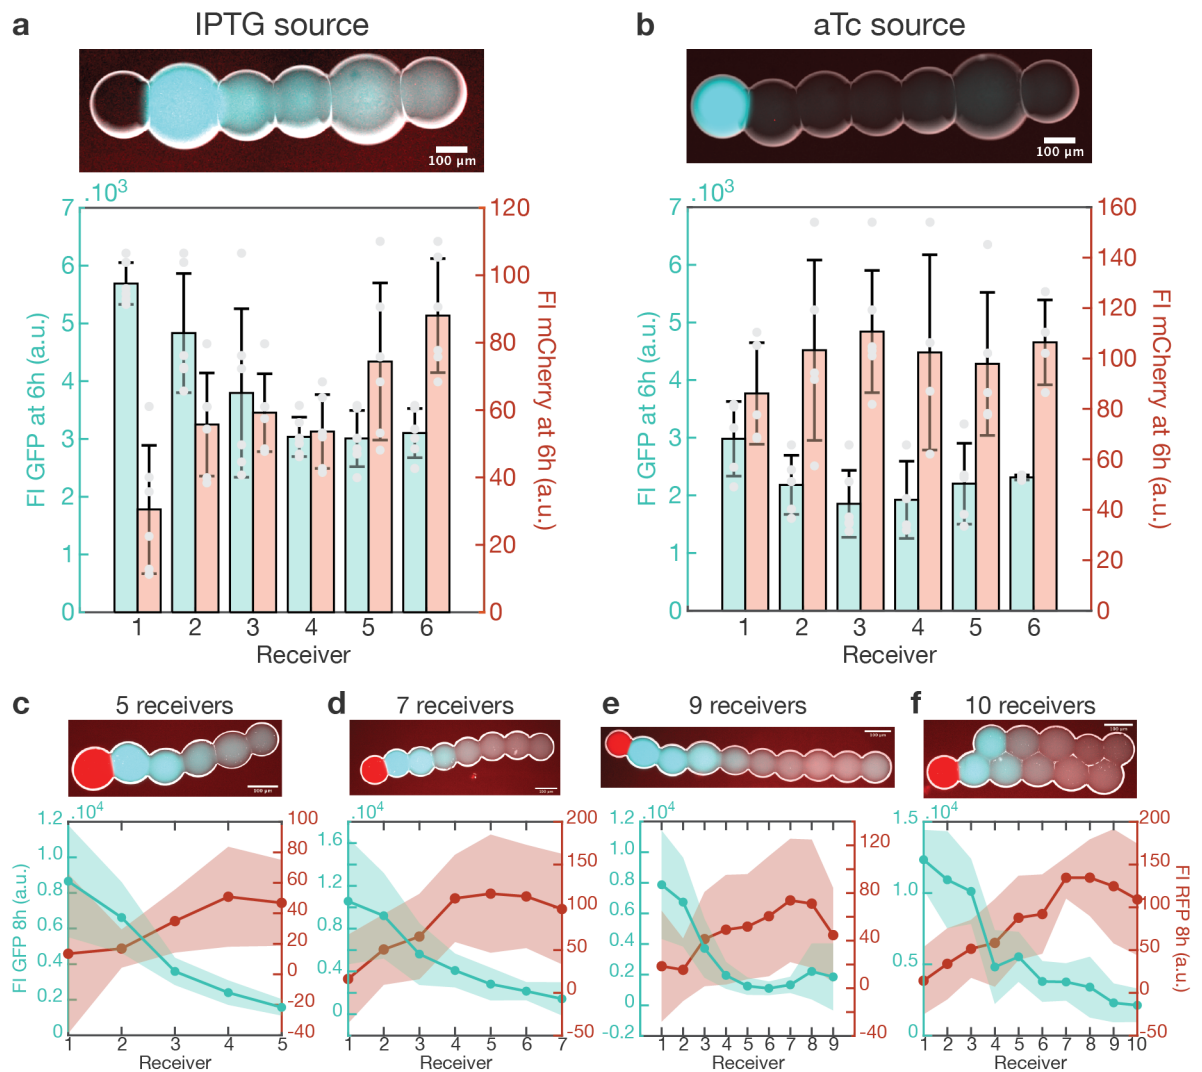 a IPTG source
100 µm
.10³
FI GFP at 6h (a.u.)
7
6
5
4
3
2
1
0
120
100
80
60
40
20
0
FI mCherry at 6h (a.u.)
1 2 3 4 5 6
Receiver
b aTc source
100 µm
.10³
FI GFP at 6h (a.u.)
7
6
5
4
3
2
1
0
160
140
120
100
80
60
40
20
0
FI mCherry at 6h (a.u.)
1 2 3 4 5 6
Receiver
c 5 receivers
100 µm
.10⁴
FI GFP 8h (a.u.)
1.2
1.0
0.8
0.6
0.4
0.2
0
100
80
60
40
20
0
-20
-40
1 2 3 4 5
Receiver
d 7 receivers
100 µm
.10⁴
1.6
1.2
0.8
0.4
0
200
150
100
50
0
-50
1 2 3 4 5 6 7
Receiver
e 9 receivers
100 µm
.10⁴
1.2
1.0
0.8
0.6
0.4
0.2
0
-0.2
120
80
40
0
-40
1 2 3 4 5 6 7 8 9
Receiver
f 10 receivers
100 µm
.10⁴
1.5
1.0
0.5
0
200
150
100
50
0
-50
FI RFP 8h (a.u.)
1 2 3 4 5 6 7 8 9 10
Receiver